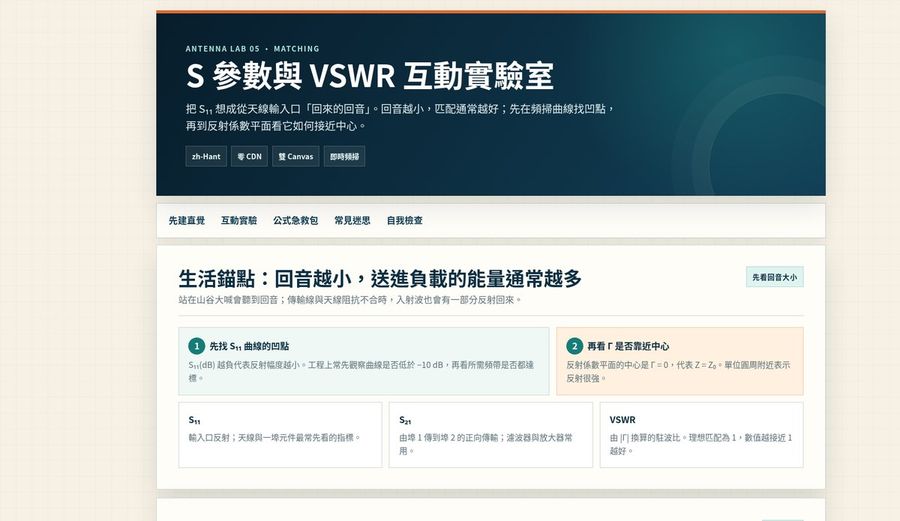 ANTENNA LAB 05 • MATCHING
S 參數與 VSWR 互動實驗室
把 S₁₁ 想成從天線輸入口「回來的回音」。回音越小，匹配通常越好；先在頻掃曲線找凹點，
再到反射係數平面看它如何接近中心。
zh-Hant 零 CDN 雙 Canvas 即時頻掃
先建直覺 互動實驗 公式急救包 常見迷思 自我檢查
生活錨點：回音越小，送進負載的能量通常越多
先看回音大小
站在山谷大喊會聽到回音；傳輸線與天線阻抗不合時，入射波也會有一部分反射回來。
1 先找 S₁₁ 曲線的凹點
S₁₁(dB) 越負代表反射幅度越小。工程上常先觀察曲線是否低於 −10 dB，再看所需頻帶是否都達
標。
2 再看 Γ 是否靠近中心
反射係數平面的中心是 Γ = 0，代表 Z = Z₀。單位圓周附近表示
反射很強。
S₁₁
輸入口反射；天線與一埠元件最常先看的指標。
S₂₁
由埠 1 傳到埠 2 的正向傳輸；濾波器與放大器常
用。
VSWR
由 |Γ| 換算的駐波比。理想匹配為 1，數值越接近 1
越好。